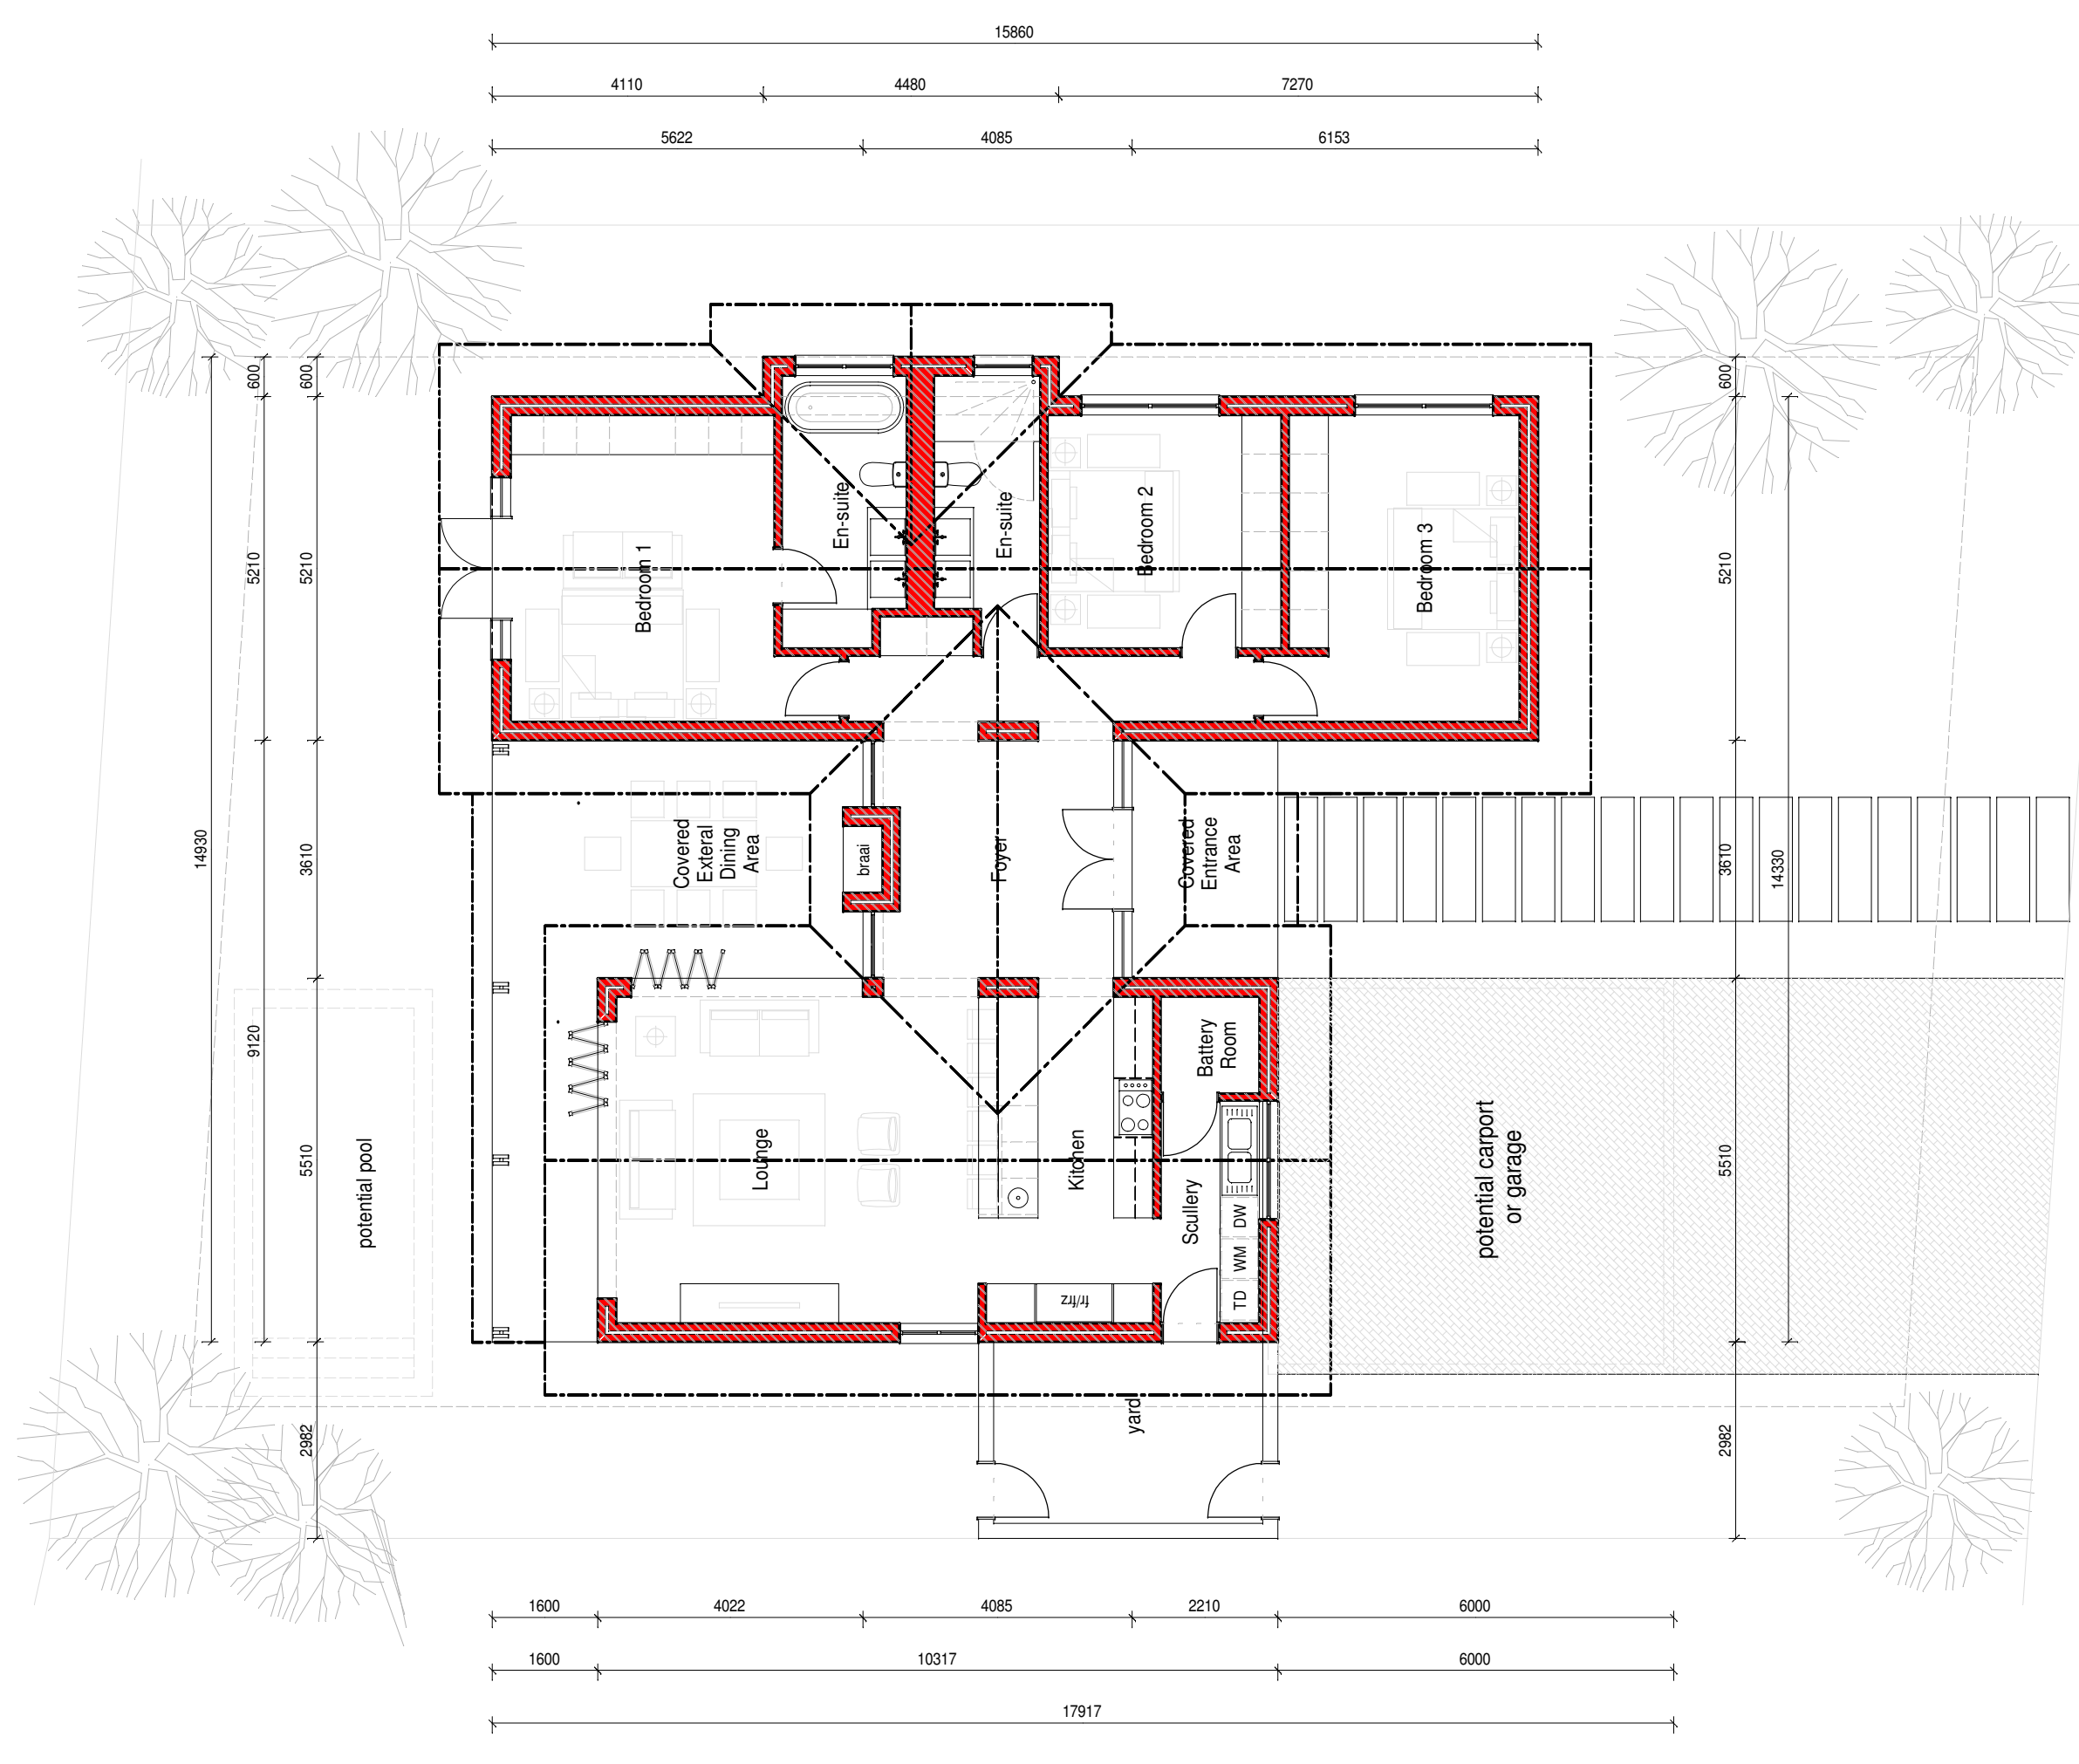 15860
4110 4480 7270
5622 4085 6153
600 600 600
5210 5210 5210
En-suite
En-suite
Bedroom 1
Bedroom 2
Bedroom 3
14930
3610
3610
14330
Covered
Exteral
Dining
Area
braai
Foyer
Covered
Entrance
Area
9120
5510
5510
potential pool
Lounge
Kitchen
Battery
Room
Scullery
DW
WM
TD
fr/frz
potential carport
or garage
yard
2982
2982
1600 4022 4085 2210 6000
1600 10317 6000
17917